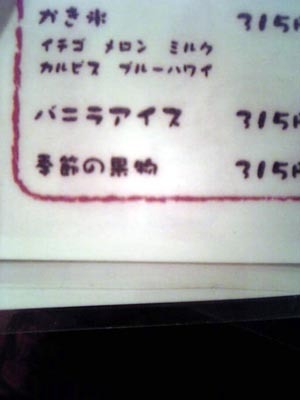 かき氷 315円
イチゴ メロン ミルク
カルピス ブルーハワイ
バニラアイス 315円
季節の果物 315円